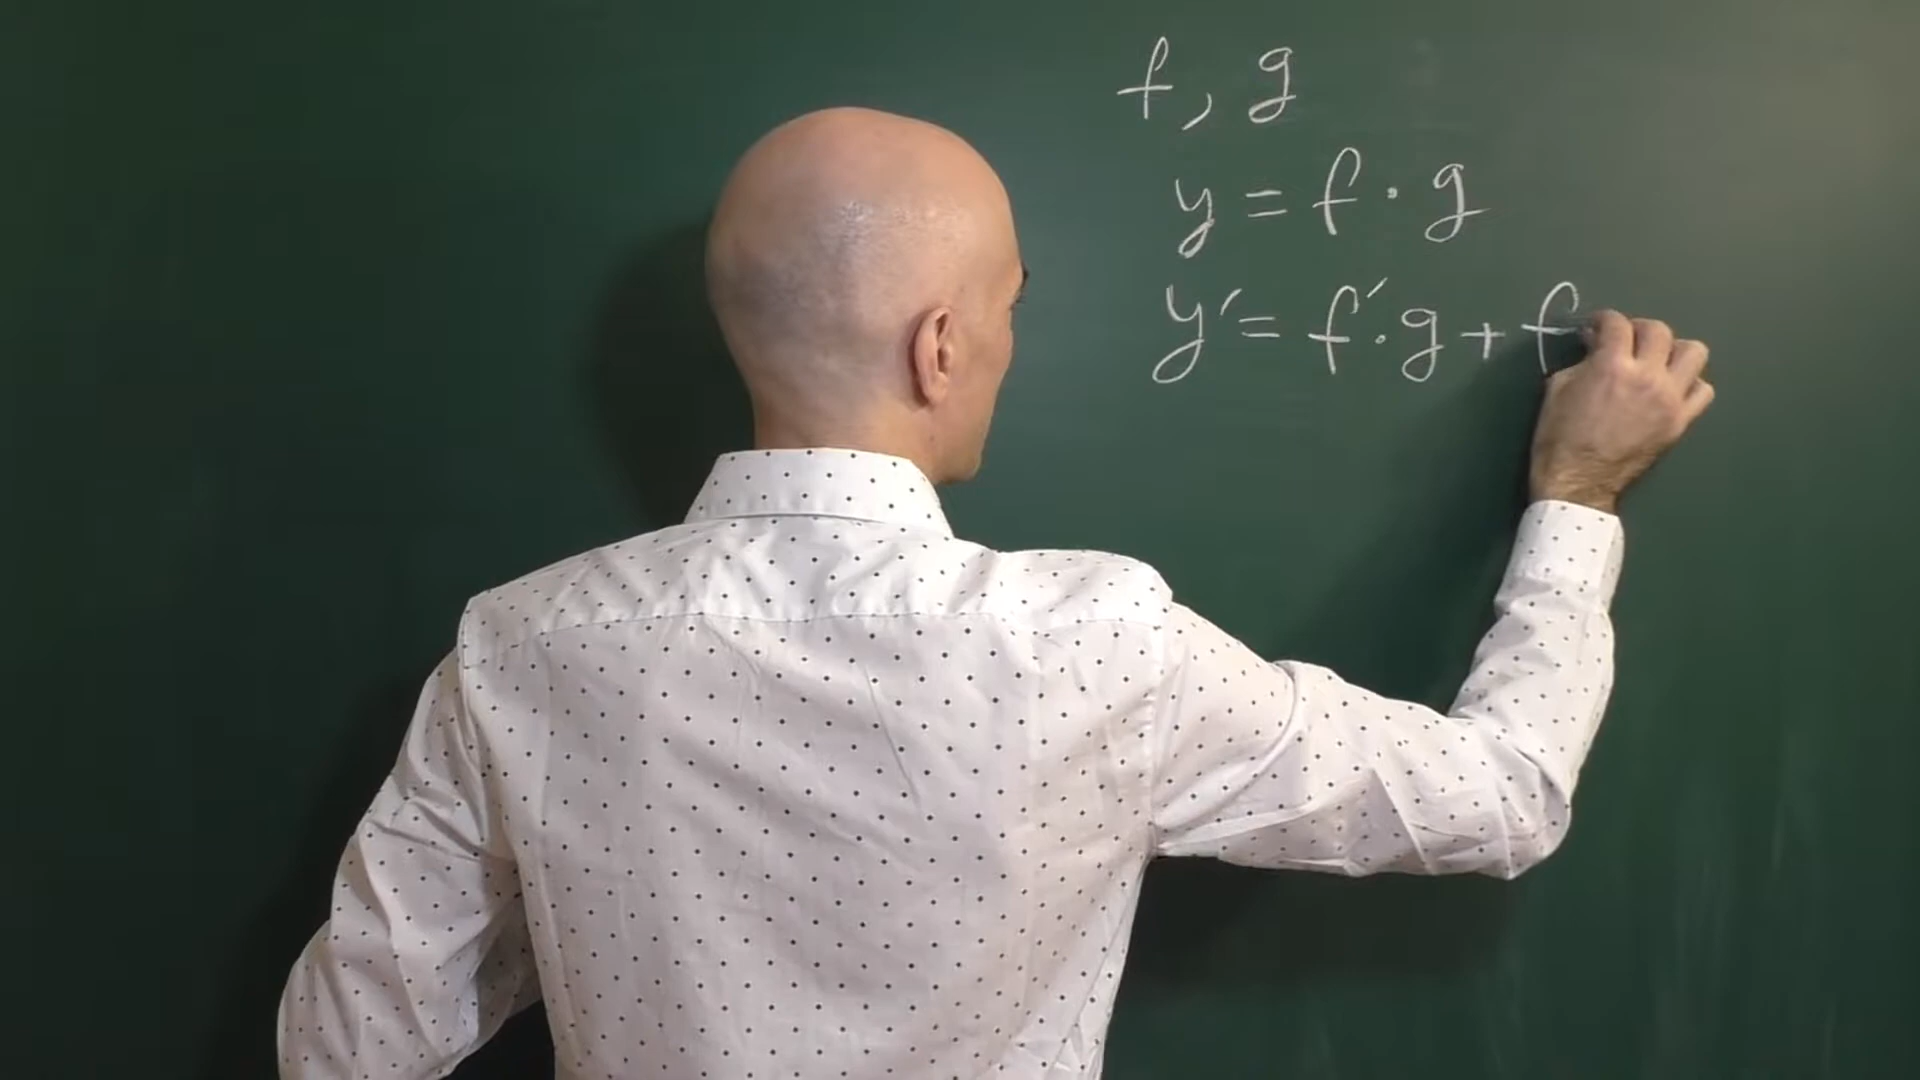 f, g
y = f · g
y′ = f′· g + f